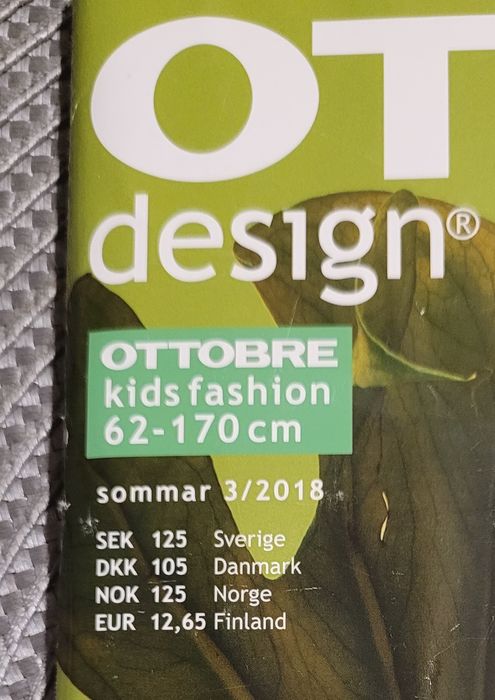 OT
design®
OTTOBRE
kids fashion
62-170 cm
sommar 3/2018
SEK 125 Sverige
DKK 105 Danmark
NOK 125 Norge
EUR 12,65 Finland